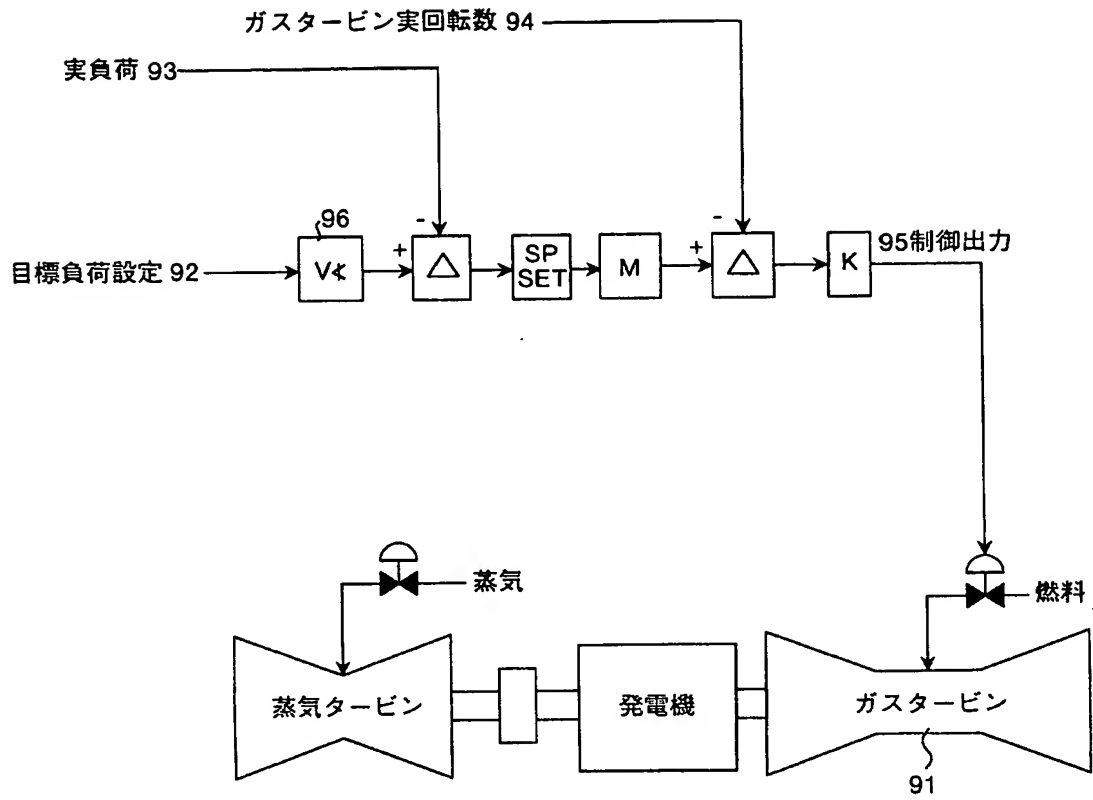 ガスタービン実回転数 94
実負荷 93
96
目標負荷設定 92
V∢
+
-
△
SP
SET
M
+
-
△
K
95制御出力
蒸気
燃料
蒸気タービン
発電機
ガスタービン
91